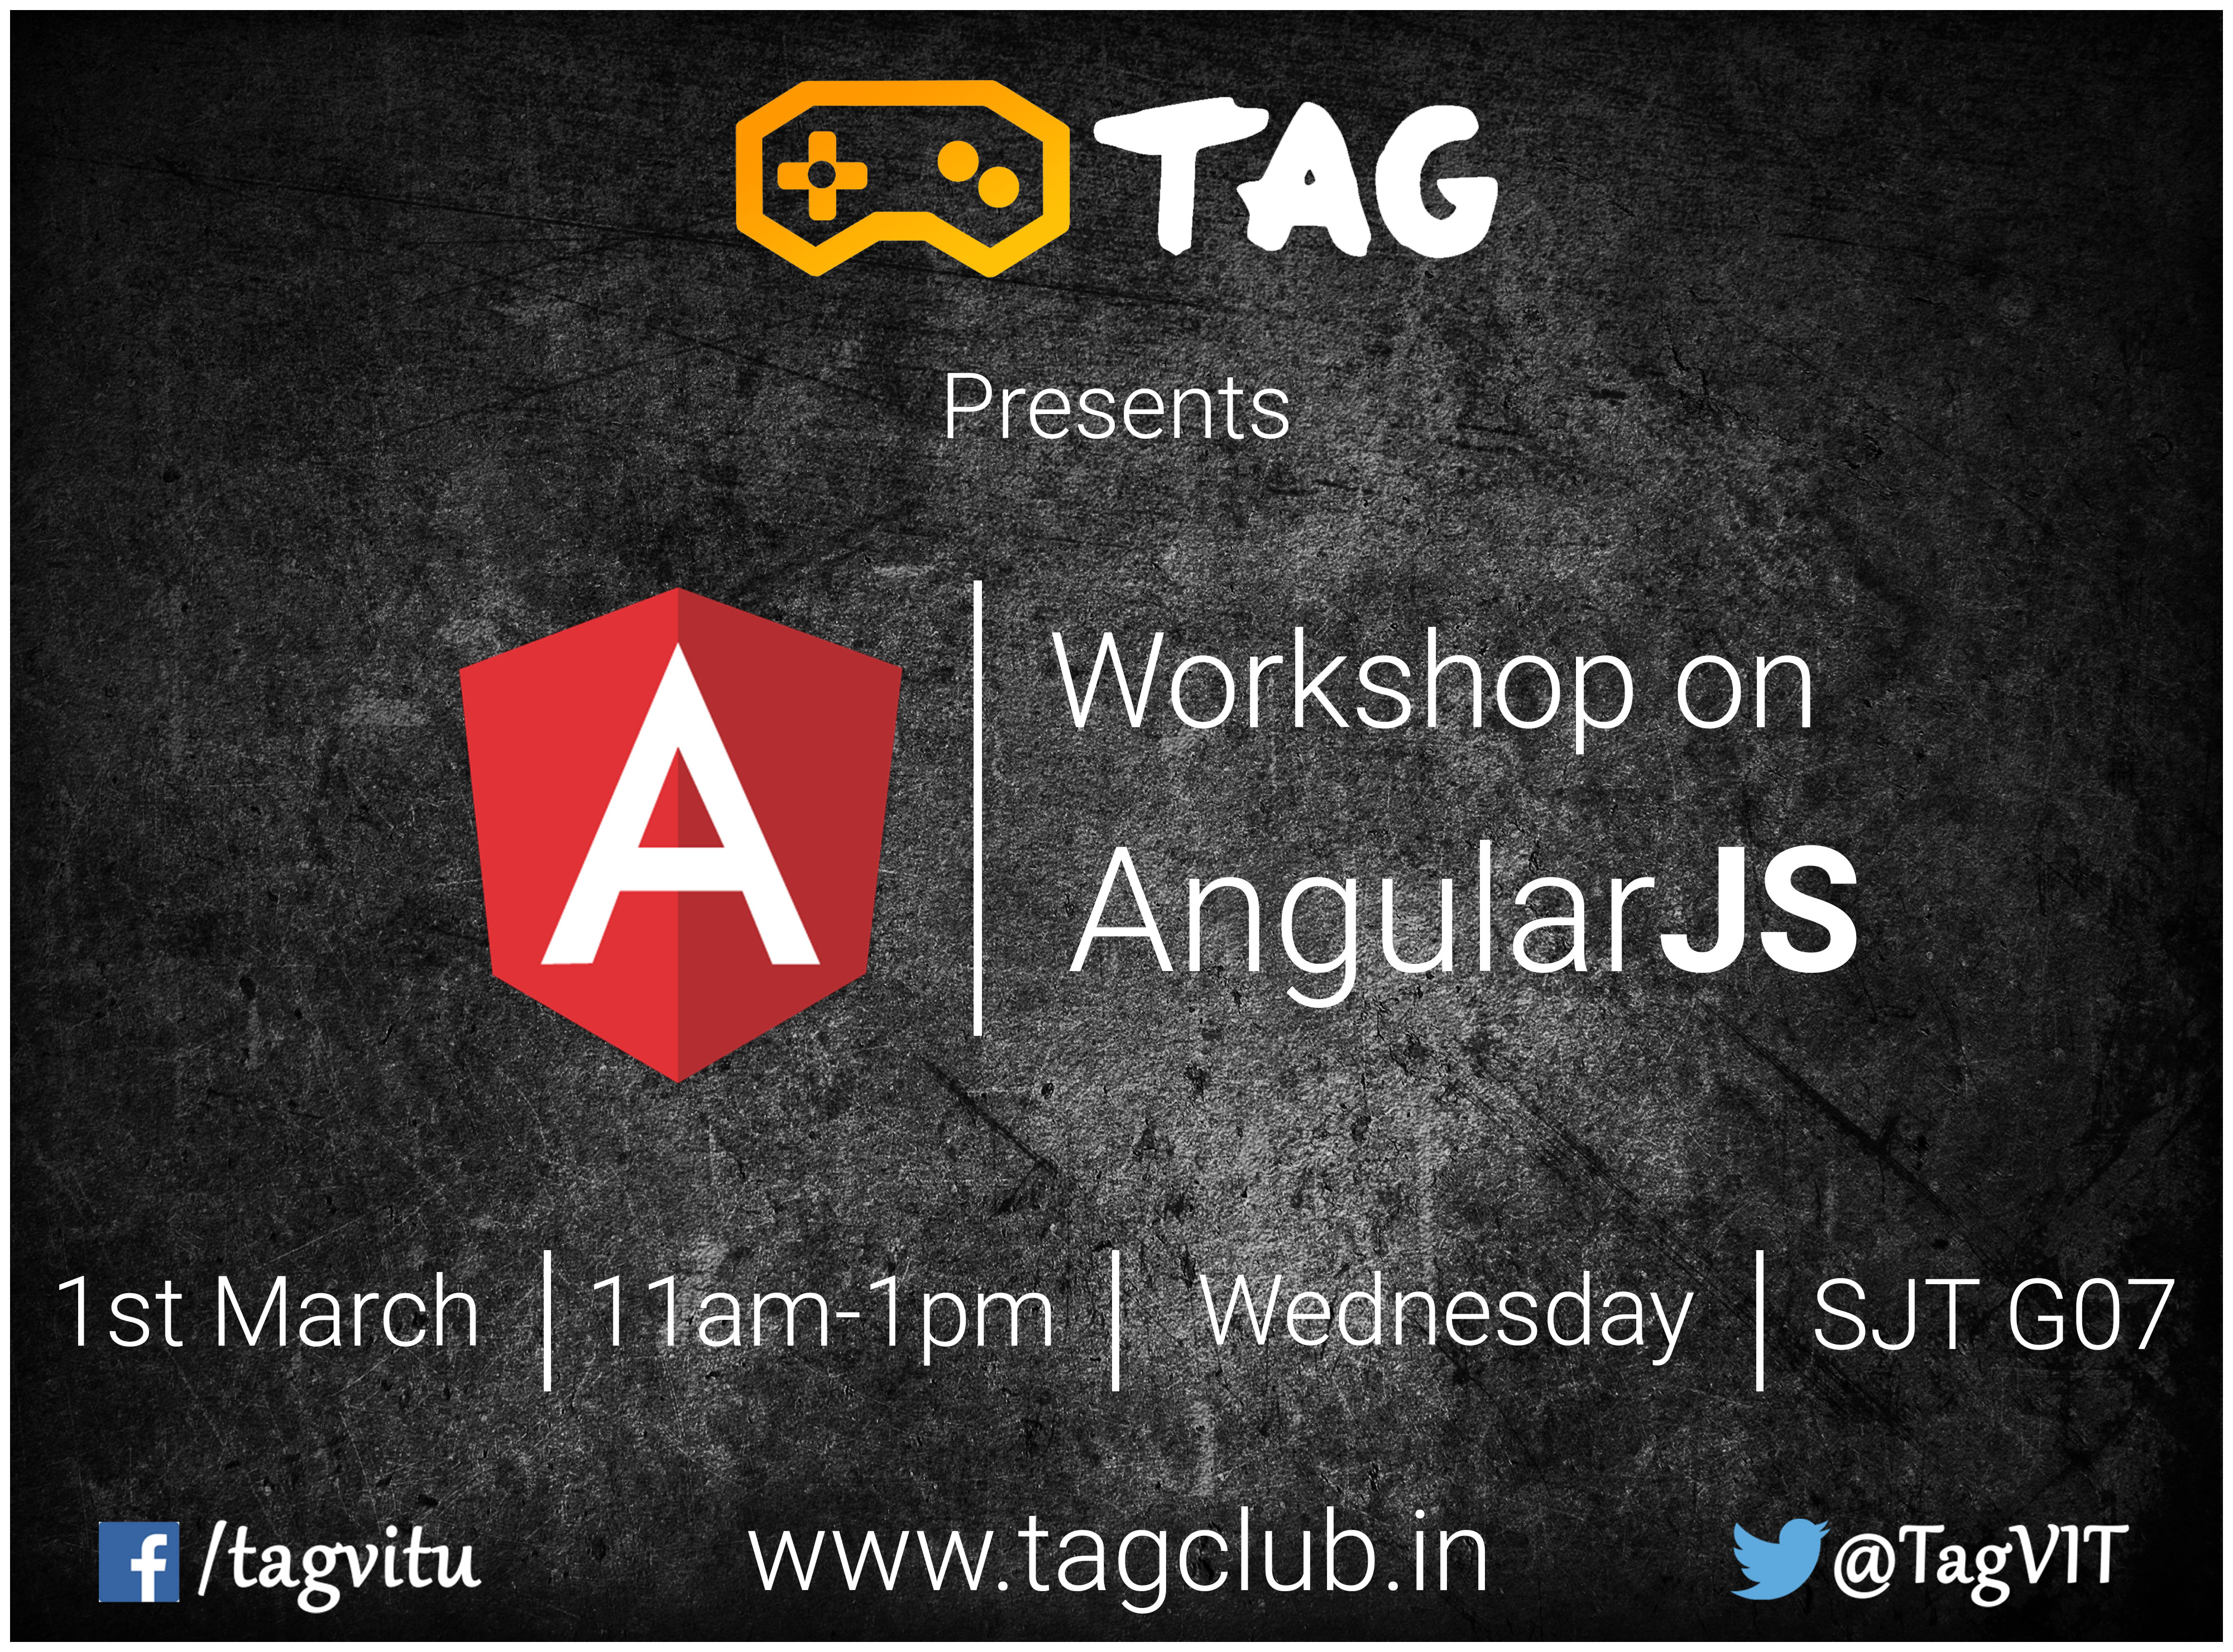 TAG
Presents
Workshop on
AngularJS
1st March | 11am-1pm | Wednesday | SJT G07
/tagvitu
www.tagclub.in
@TagVIT